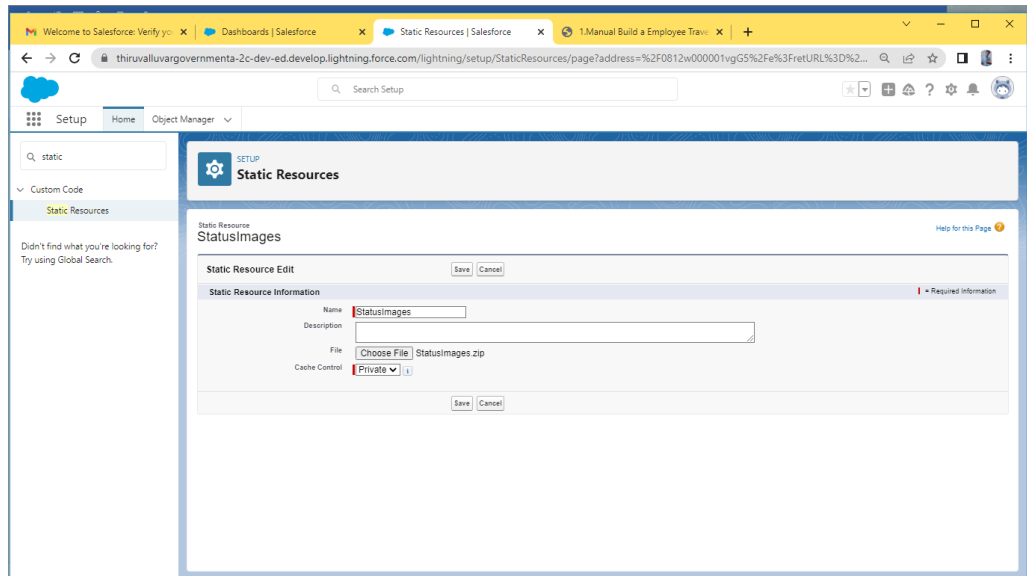 Welcome to Salesforce: Verify yo
Dashboards | Salesforce
Static Resources | Salesforce
1.Manual Build a Employee Trave
thiruvalluvargovernmenta-2c-dev-ed.develop.lightning.force.com/lightning/setup/StaticResources/page?address=%2F0812w000001vgG5%2Fe%3FretURL%3D%2...
Search Setup
Setup Home Object Manager
static
Custom Code
Static Resources
Didn't find what you're looking for?
Try using Global Search.
SETUP
Static Resources
Static Resource
StatusImages
Help for this Page
Static Resource Edit Save Cancel
Static Resource Information = Required Information
Name StatusImages
Description
File Choose File StatusImages.zip
Cache Control Private i
Save Cancel